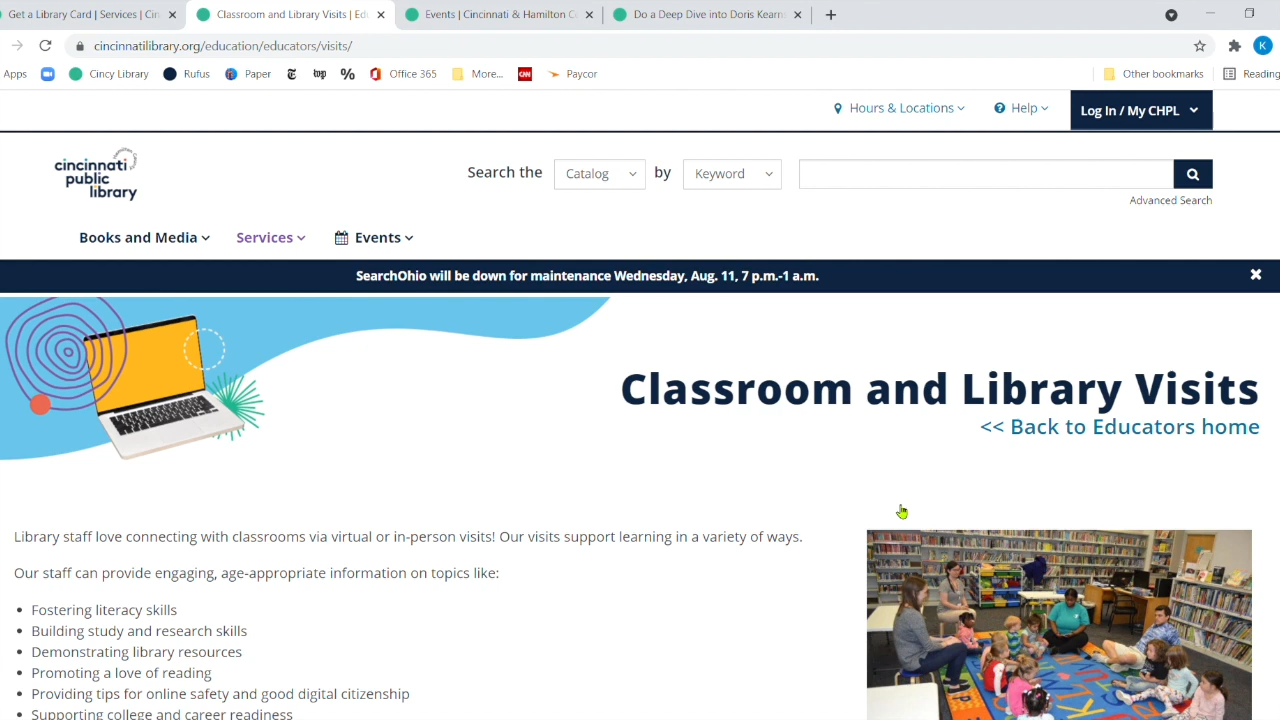 Get a Library Card | Services | Cin
Classroom and Library Visits | Edu
Events | Cincinnati & Hamilton Co
Do a Deep Dive into Doris Kearn
cincinnatilibrary.org/education/educators/visits/
K
Apps
Cincy Library
Rufus
Paper
wp
%
Office 365
More...
CNN
Paycor
Other bookmarks
Reading
Hours & Locations
Help
Log In / My CHPL
cincinnati
public
library
Search the
Catalog
by
Keyword
Advanced Search
Books and Media
Services
Events
SearchOhio will be down for maintenance Wednesday, Aug. 11, 7 p.m.-1 a.m.
Classroom and Library Visits
<< Back to Educators home
Library staff love connecting with classrooms via virtual or in-person visits! Our visits support learning in a variety of ways.
Our staff can provide engaging, age-appropriate information on topics like:
• Fostering literacy skills
• Building study and research skills
• Demonstrating library resources
• Promoting a love of reading
• Providing tips for online safety and good digital citizenship
• Supporting college and career readiness